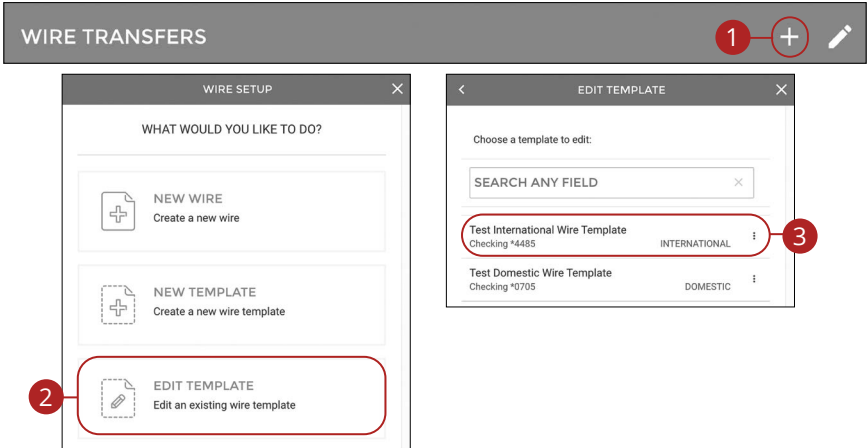 WIRE TRANSFERS
1
WIRE SETUP
WHAT WOULD YOU LIKE TO DO?
NEW WIRE
Create a new wire
NEW TEMPLATE
Create a new wire template
2
EDIT TEMPLATE
Edit an existing wire template
EDIT TEMPLATE
Choose a template to edit:
SEARCH ANY FIELD
Test International Wire Template
Checking *4485 INTERNATIONAL
3
Test Domestic Wire Template
Checking *0705 DOMESTIC